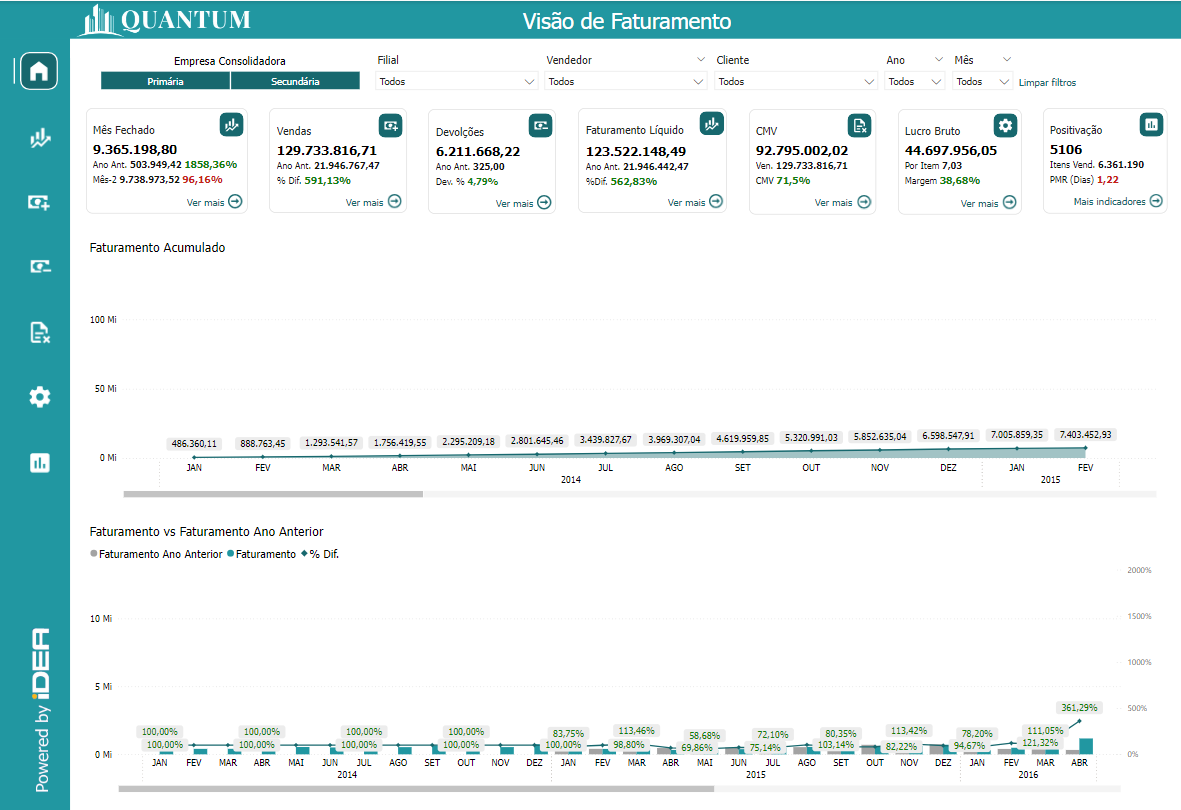 QUANTUM
Visão de Faturamento
Empresa Consolidadora
Primária Secundária
Filial
Todos
Vendedor
Todos
Cliente
Todos
Ano
Todos
Mês
Todos
Limpar filtros
Mês Fechado
9.365.198,80
Ano Ant. 503.949,42 1858,36%
Mês-2 9.738.973,52 96,16%
Ver mais
Vendas
129.733.816,71
Ano Ant. 21.946.767,47
% Dif. 591,13%
Ver mais
Devolções
6.211.668,22
Ano Ant. 325,00
Dev. % 4,79%
Ver mais
Faturamento Líquido
123.522.148,49
Ano Ant. 21.946.442,47
%Dif. 562,83%
Ver mais
CMV
92.795.002,02
Ven. 129.733.816,71
CMV 71,5%
Ver mais
Lucro Bruto
44.697.956,05
Por Item 7,03
Margem 38,68%
Ver mais
Positivação
5106
Itens Vend. 6.361.190
PMR (Dias) 1,22
Mais indicadores
Faturamento Acumulado
100 Mi
50 Mi
0 Mi
486.360,11 888.763,45 1.293.541,57 1.756.419,55 2.295.209,18 2.801.645,46 3.439.827,67 3.969.307,04 4.619.959,85 5.320.991,03 5.852.635,04 6.598.547,91 7.005.859,35 7.403.452,93
JAN FEV MAR ABR MAI JUN JUL AGO SET OUT NOV DEZ JAN FEV
2014 2015
Faturamento vs Faturamento Ano Anterior
Faturamento Ano Anterior Faturamento % Dif.
2000%
1500%
1000%
500%
0%
10 Mi
5 Mi
0 Mi
361,29%
100,00% 100,00% 100,00% 100,00% 83,75% 113,46% 58,68% 72,10% 80,35% 113,42% 78,20% 111,05%
100,00% 100,00% 100,00% 100,00% 100,00% 98,80% 69,86% 75,14% 103,14% 82,22% 94,67% 121,32%
JAN FEV MAR ABR MAI JUN JUL AGO SET OUT NOV DEZ JAN FEV MAR ABR MAI JUN JUL AGO SET OUT NOV DEZ JAN FEV MAR ABR
2014 2015 2016
Powered by iDEA